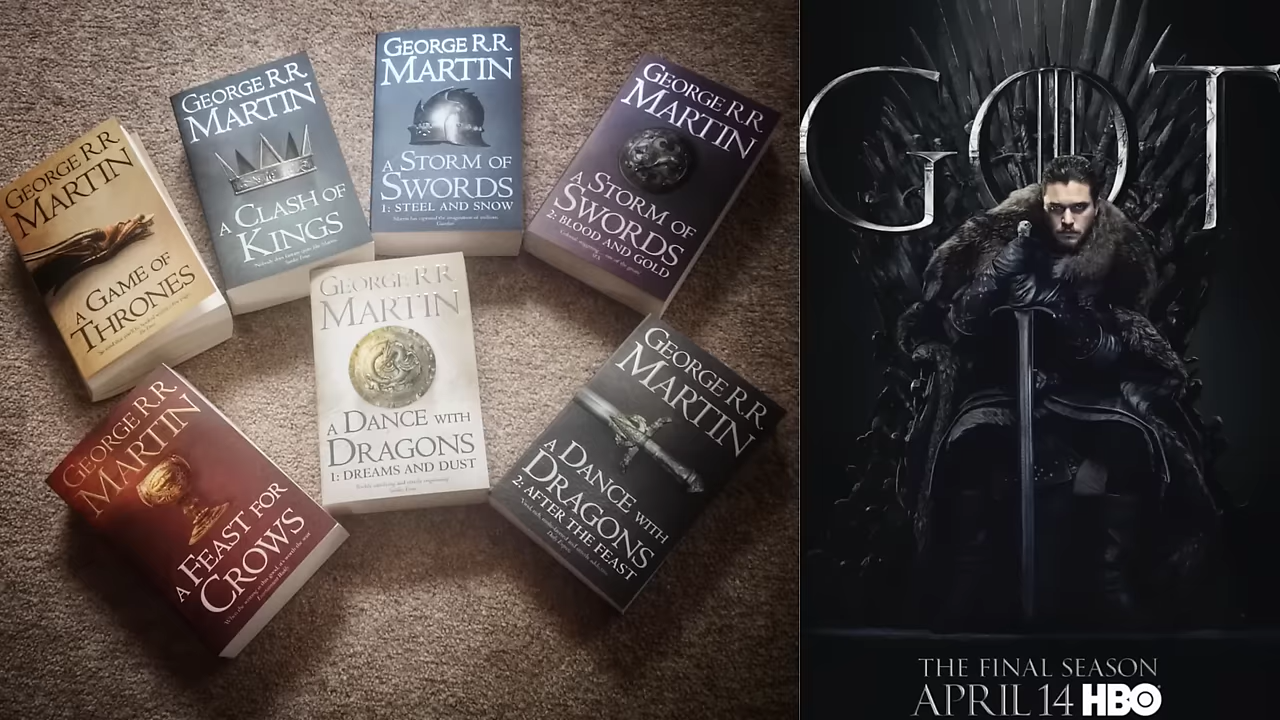 GEORGE R.R.
MARTIN
A GAME OF
THRONES
GEORGE R.R.
MARTIN
A CLASH OF
KINGS
GEORGE R.R.
MARTIN
A STORM OF
SWORDS
1: STEEL AND SNOW
GEORGE R.R.
MARTIN
A STORM OF
SWORDS
2: BLOOD AND GOLD
GEORGE R.R.
MARTIN
A FEAST FOR
CROWS
GEORGE R.R.
MARTIN
A DANCE WITH
DRAGONS
1: DREAMS AND DUST
GEORGE R.R.
MARTIN
A DANCE WITH
DRAGONS
2: AFTER THE FEAST
GOT
THE FINAL SEASON
APRIL 14 HBO